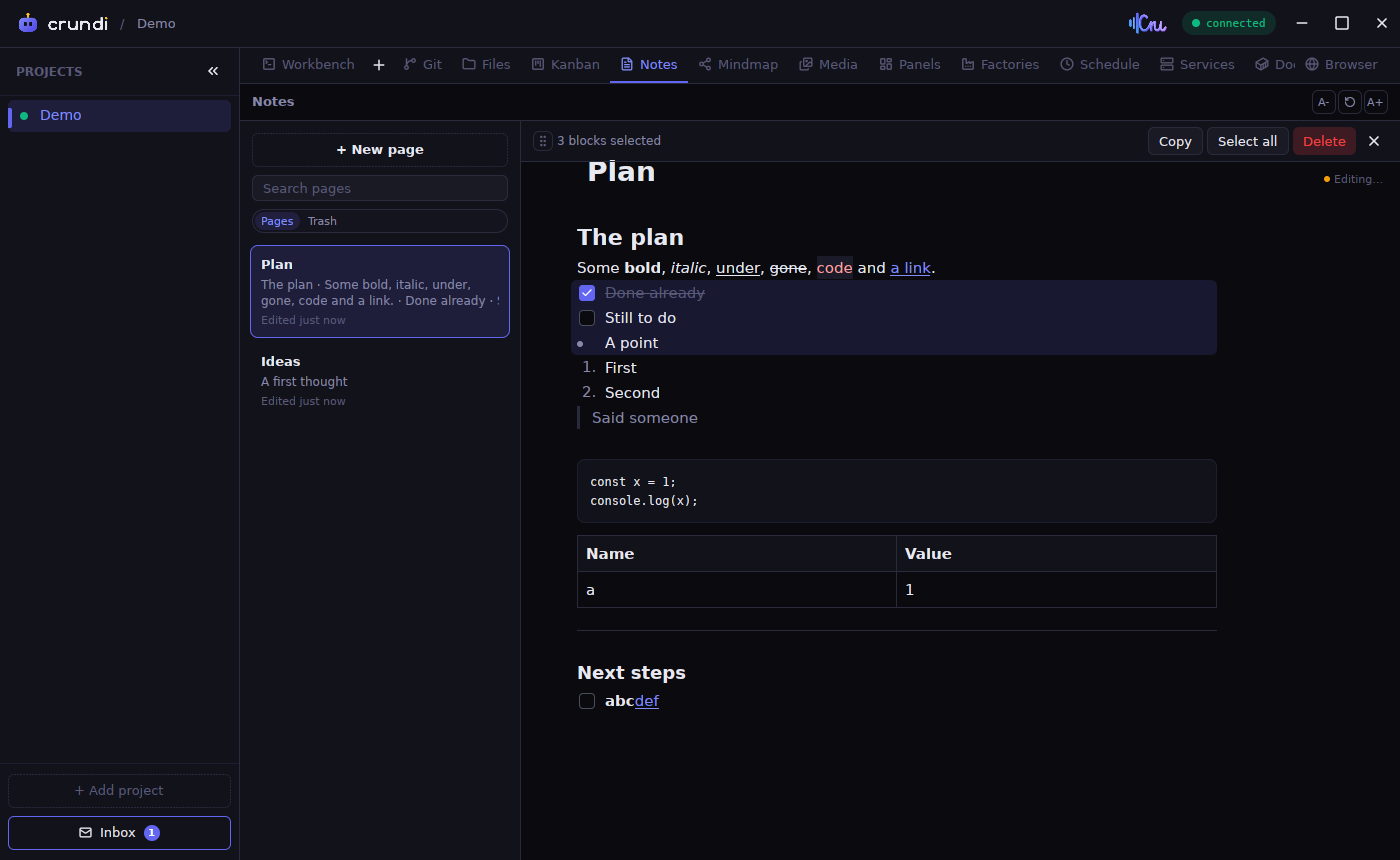 crundi / Demo
Cru
connected
PROJECTS
Demo
+ Add project
Inbox 1
Workbench + Git Files Kanban Notes Mindmap Media Panels Factories Schedule Services Browser
Notes
A- A+
+ New page
Search pages
Pages Trash
Plan
The plan · Some bold, italic, under,
gone, code and a link. · Done already ·
Edited just now
Ideas
A first thought
Edited just now
3 blocks selected
Copy Select all Delete
Plan
Editing...
The plan
Some bold, italic, under, gone, code and a link.
Done already
Still to do
A point
1. First
2. Second
Said someone
const x = 1;
console.log(x);
Name Value
a 1
Next steps
abcdef